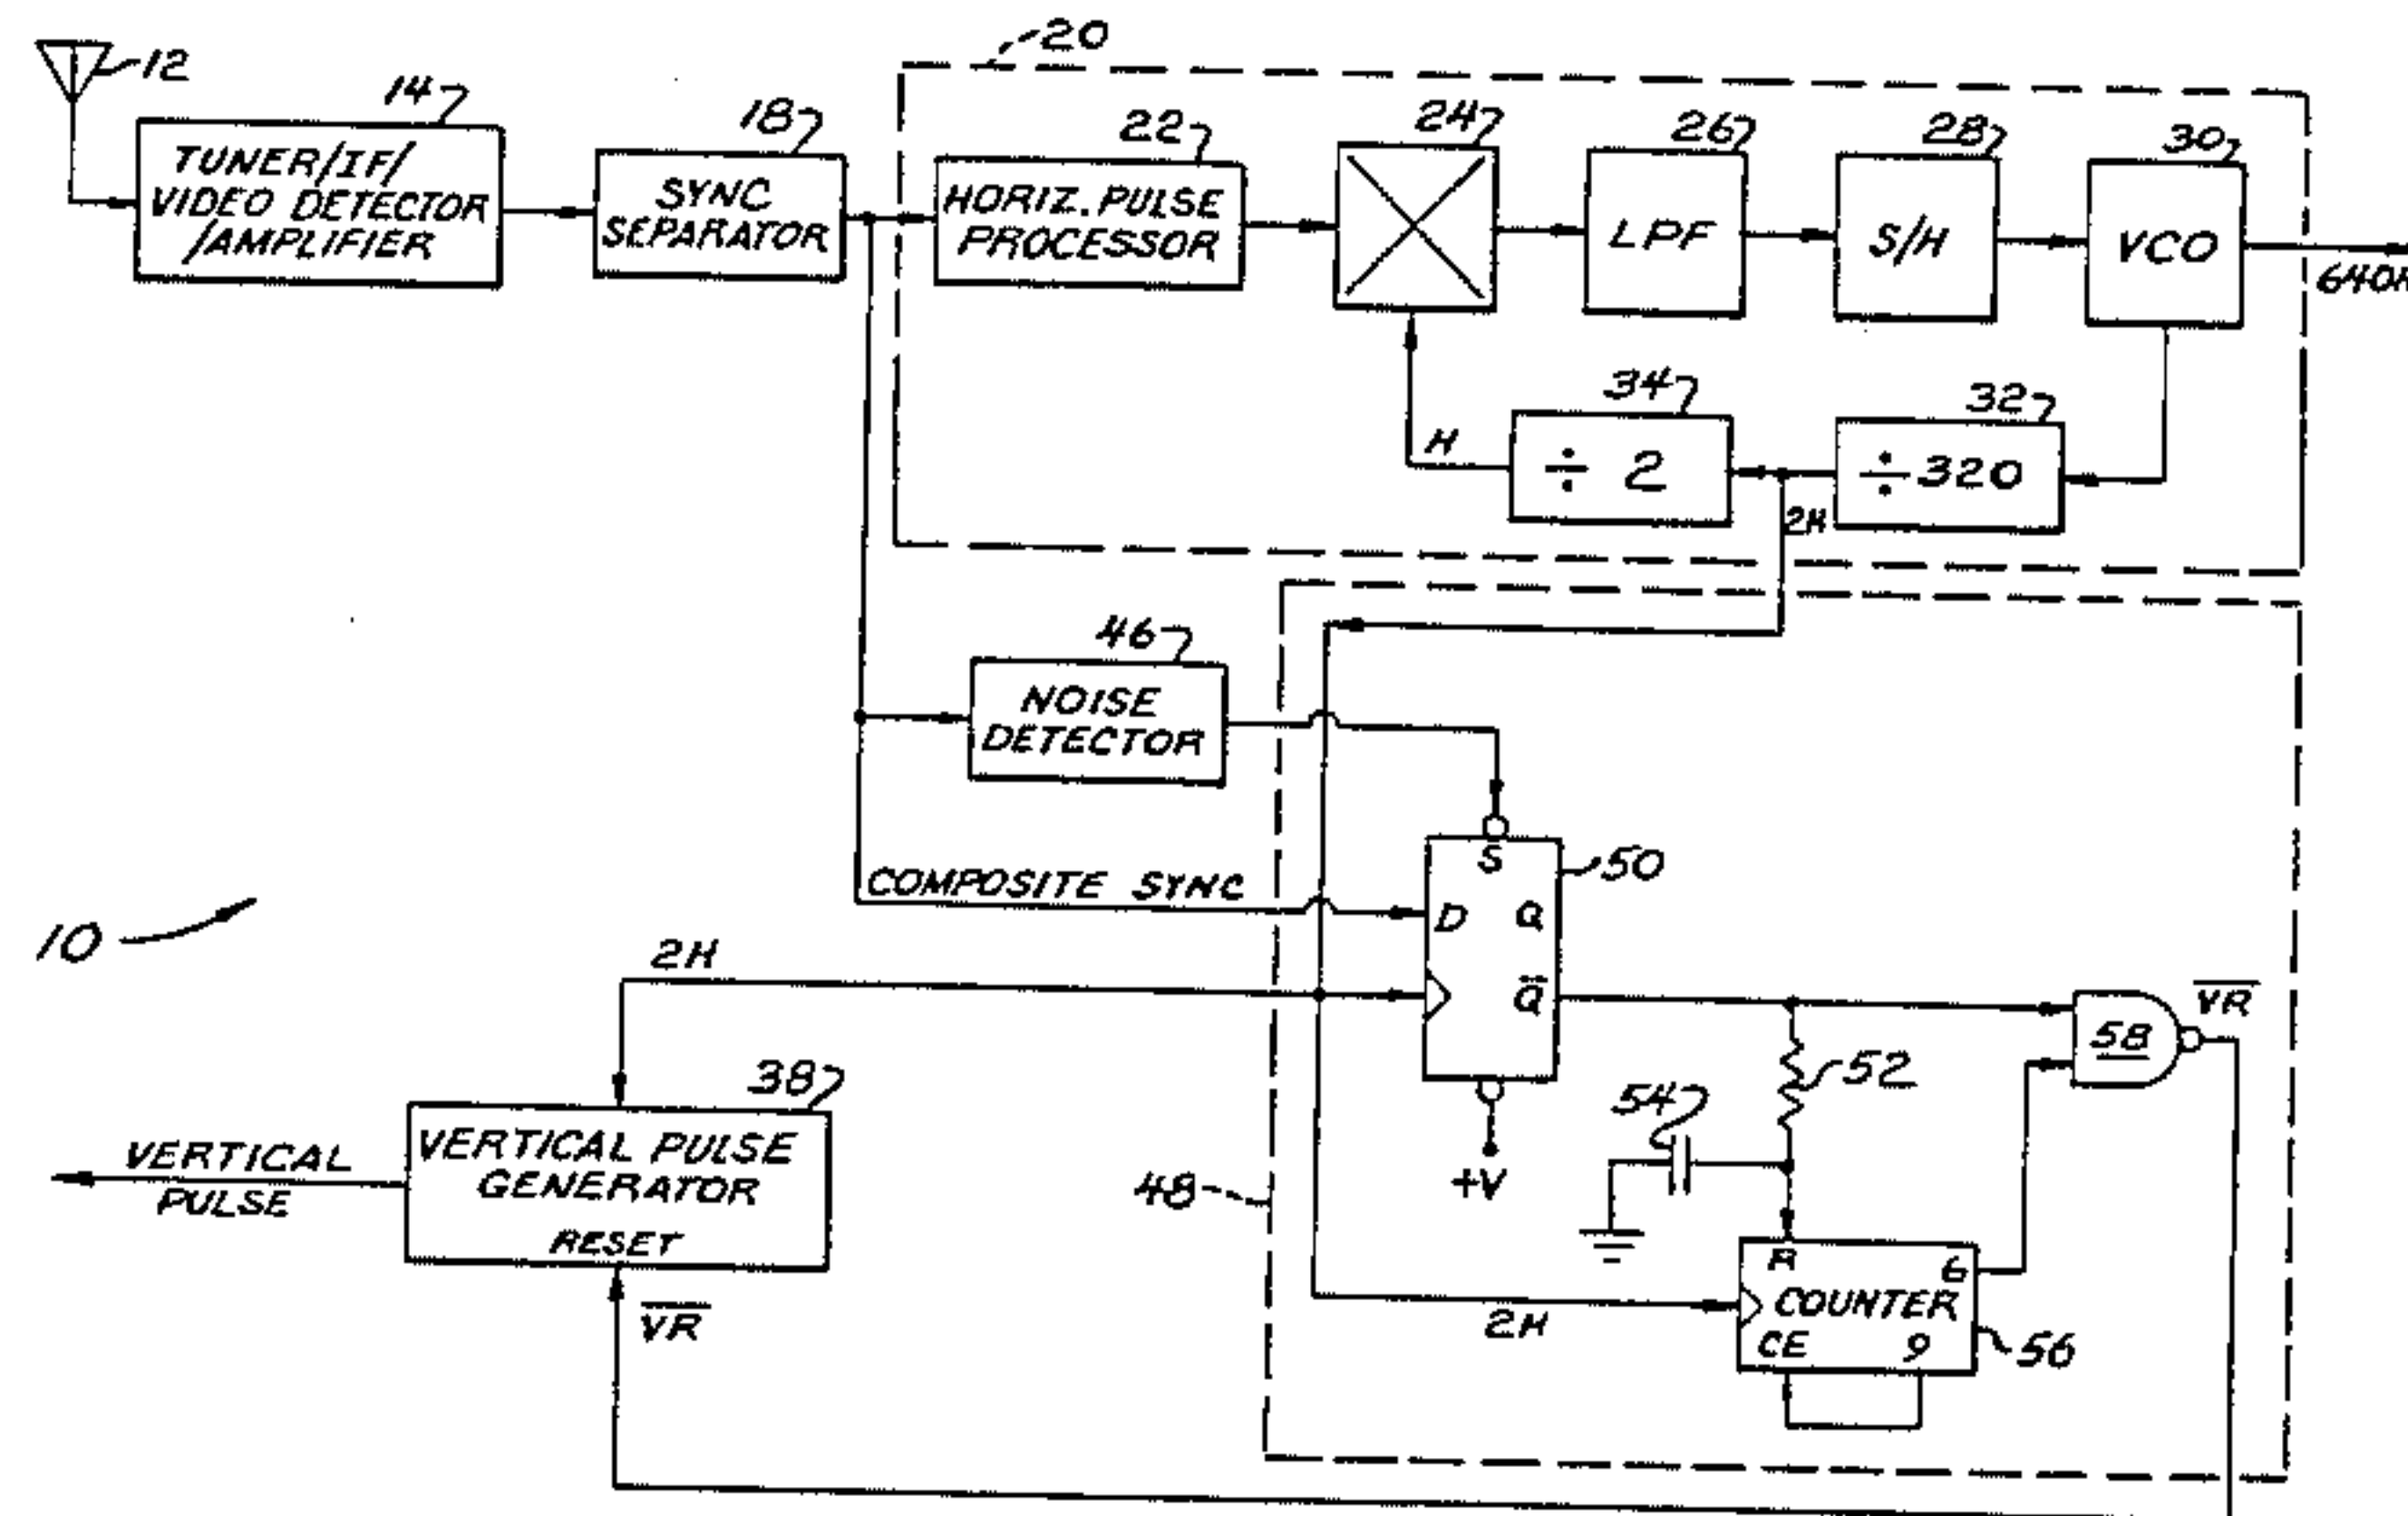 20
12
14
TUNER/IF/
VIDEO DETECTOR
/AMPLIFIER
18
SYNC
SEPARATOR
22
HORIZ. PULSE
PROCESSOR
24
26
LPF
28
S/H
30
VCO
34
÷ 2
H
32
÷ 320
2H
46
NOISE
DETECTOR
COMPOSITE SYNC
S
D Q
Q̅
50
+V
10
2H
38
VERTICAL PULSE
GENERATOR
RESET
VERTICAL
PULSE
V̅R̅
48
52
54
58
V̅R̅
R 6
COUNTER
CE 9
56
2H